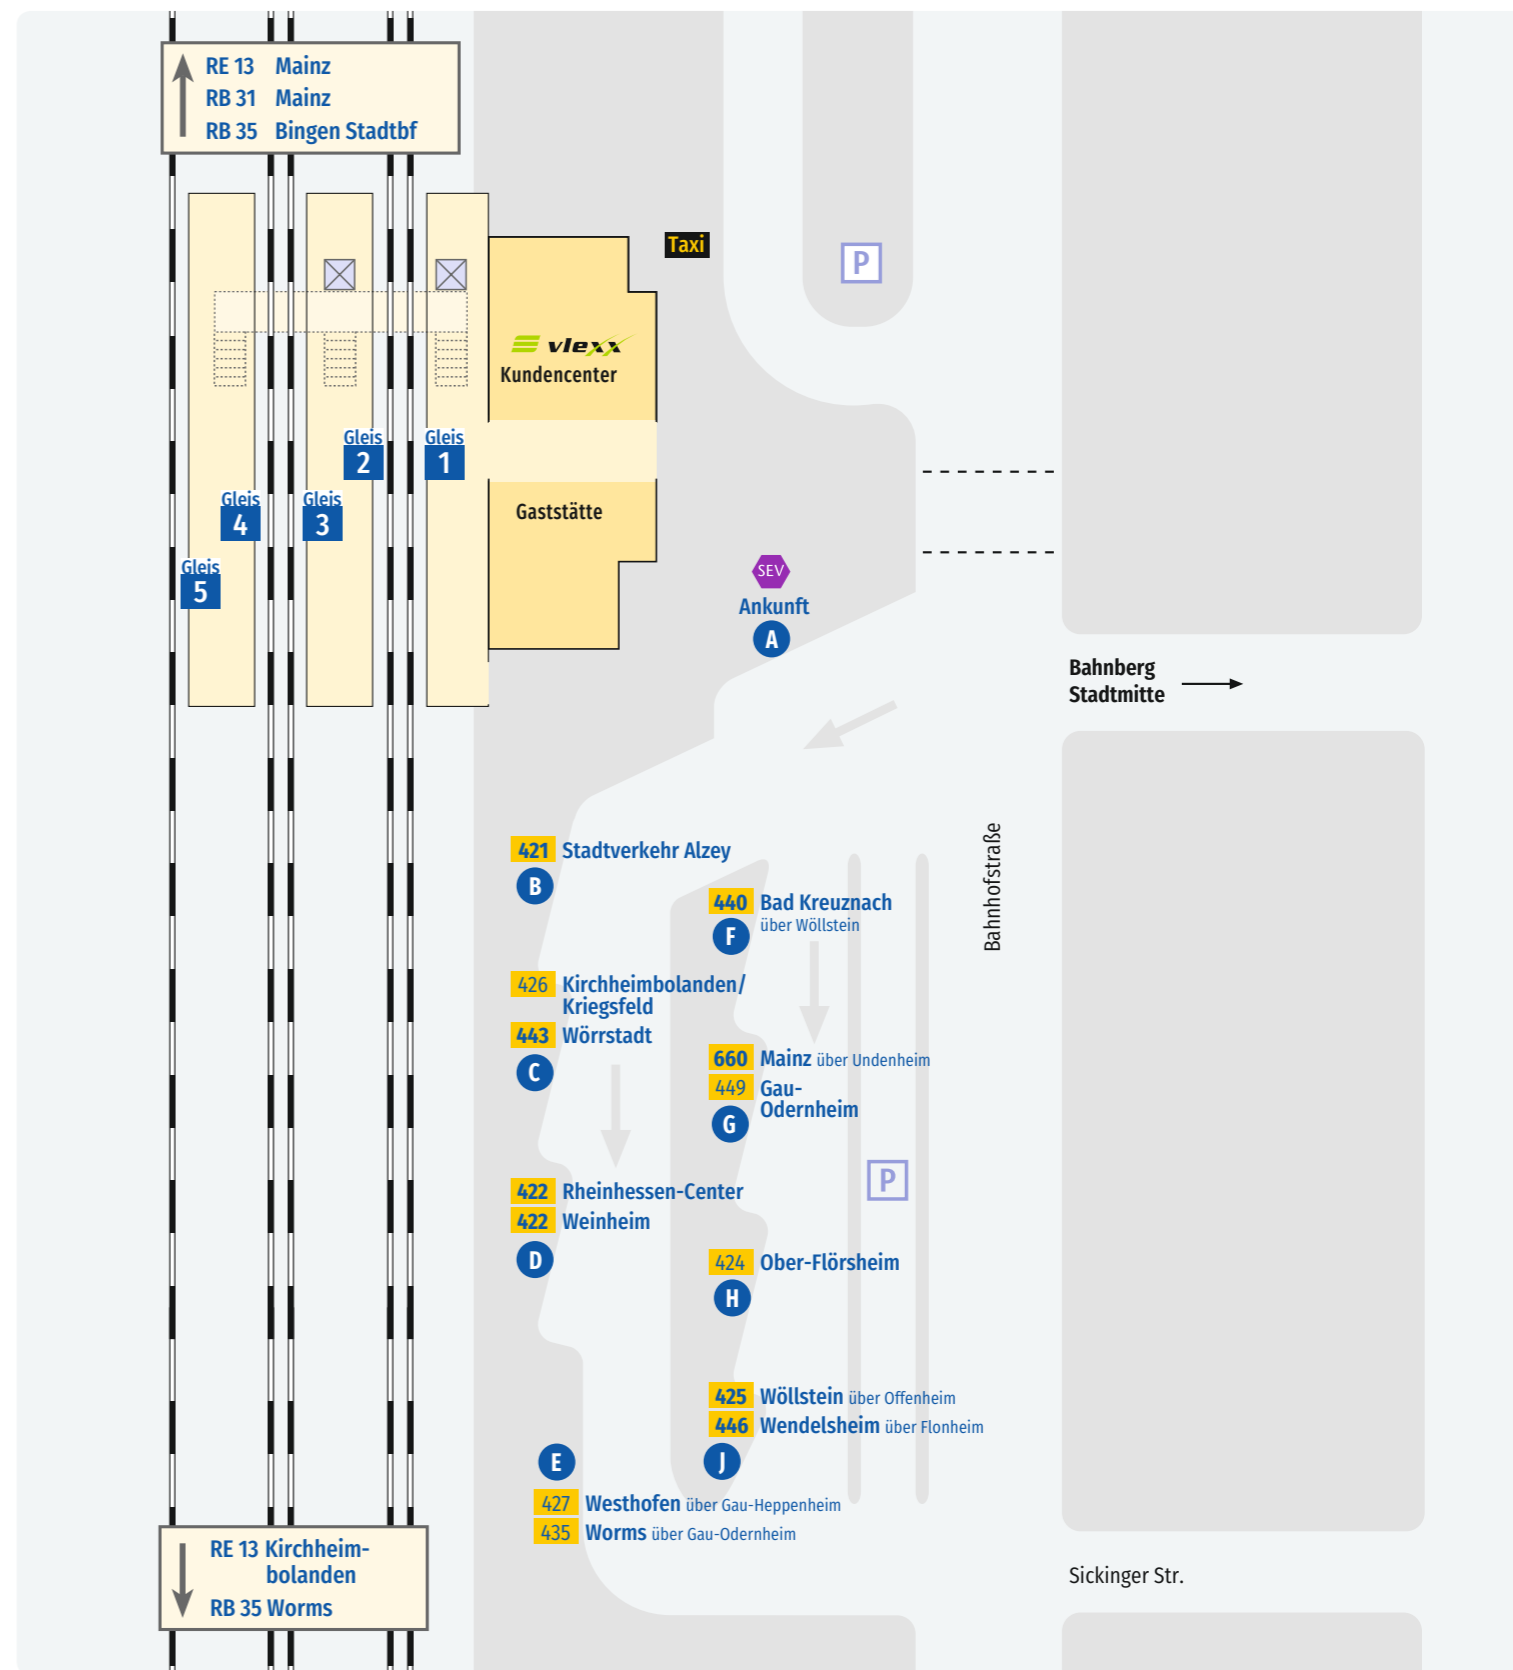 RE 13 Mainz
RB 31 Mainz
RB 35 Bingen Stadtbf
Taxi
P
vlexx
Kundencenter
Gleis
2
Gleis
1
Gleis
4
Gleis
3
Gaststätte
Gleis
5
SEV
Ankunft
A
Bahnberg
Stadtmitte
421 Stadtverkehr Alzey
B
440 Bad Kreuznach
über Wöllstein
F
Bahnhofstraße
426 Kirchheimbolanden/
Kriegsfeld
443 Wörrstadt
C
660 Mainz über Undenheim
449 Gau-
Odernheim
G
P
422 Rheinhessen-Center
422 Weinheim
D
424 Ober-Flörsheim
H
425 Wöllstein über Offenheim
446 Wendelsheim über Flonheim
J
E
427 Westhofen über Gau-Heppenheim
435 Worms über Gau-Odernheim
RE 13 Kirchheim-
bolanden
RB 35 Worms
Sickinger Str.